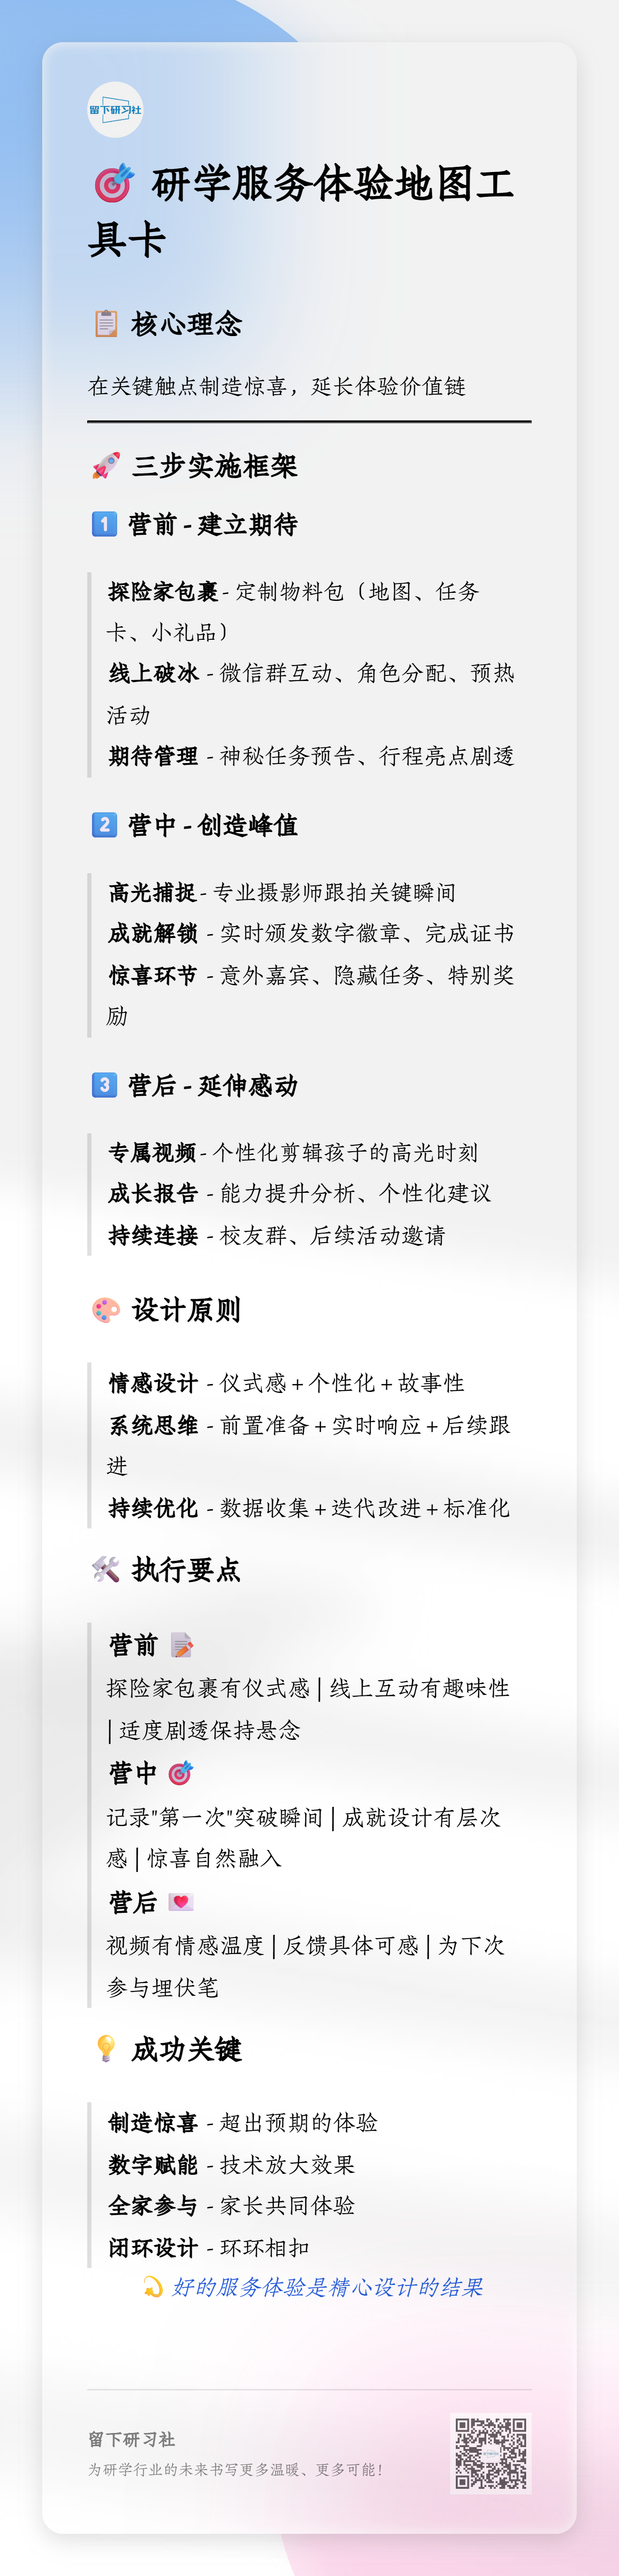 留下研习社
🎯 研学服务体验地图工
具卡
📋 核心理念
在关键触点制造惊喜，延长体验价值链
🚀 三步实施框架
1️⃣ 营前 - 建立期待
探险家包裹 - 定制物料包（地图、任务
卡、小礼品）
线上破冰 - 微信群互动、角色分配、预热
活动
期待管理 - 神秘任务预告、行程亮点剧透
2️⃣ 营中 - 创造峰值
高光捕捉 - 专业摄影师跟拍关键瞬间
成就解锁 - 实时颁发数字徽章、完成证书
惊喜环节 - 意外嘉宾、隐藏任务、特别奖
励
3️⃣ 营后 - 延伸感动
专属视频 - 个性化剪辑孩子的高光时刻
成长报告 - 能力提升分析、个性化建议
持续连接 - 校友群、后续活动邀请
🎨 设计原则
情感设计 - 仪式感 + 个性化 + 故事性
系统思维 - 前置准备 + 实时响应 + 后续跟
进
持续优化 - 数据收集 + 迭代改进 + 标准化
🛠️ 执行要点
营前 📝
探险家包裹有仪式感 | 线上互动有趣味性
| 适度剧透保持悬念
营中 🎯
记录"第一次"突破瞬间 | 成就设计有层次
感 | 惊喜自然融入
营后 💌
视频有情感温度 | 反馈具体可感 | 为下次
参与埋伏笔
💡 成功关键
制造惊喜 - 超出预期的体验
数字赋能 - 技术放大效果
全家参与 - 家长共同体验
闭环设计 - 环环相扣
💫 好的服务体验是精心设计的结果
留下研习社
为研学行业的未来书写更多温暖、更多可能！